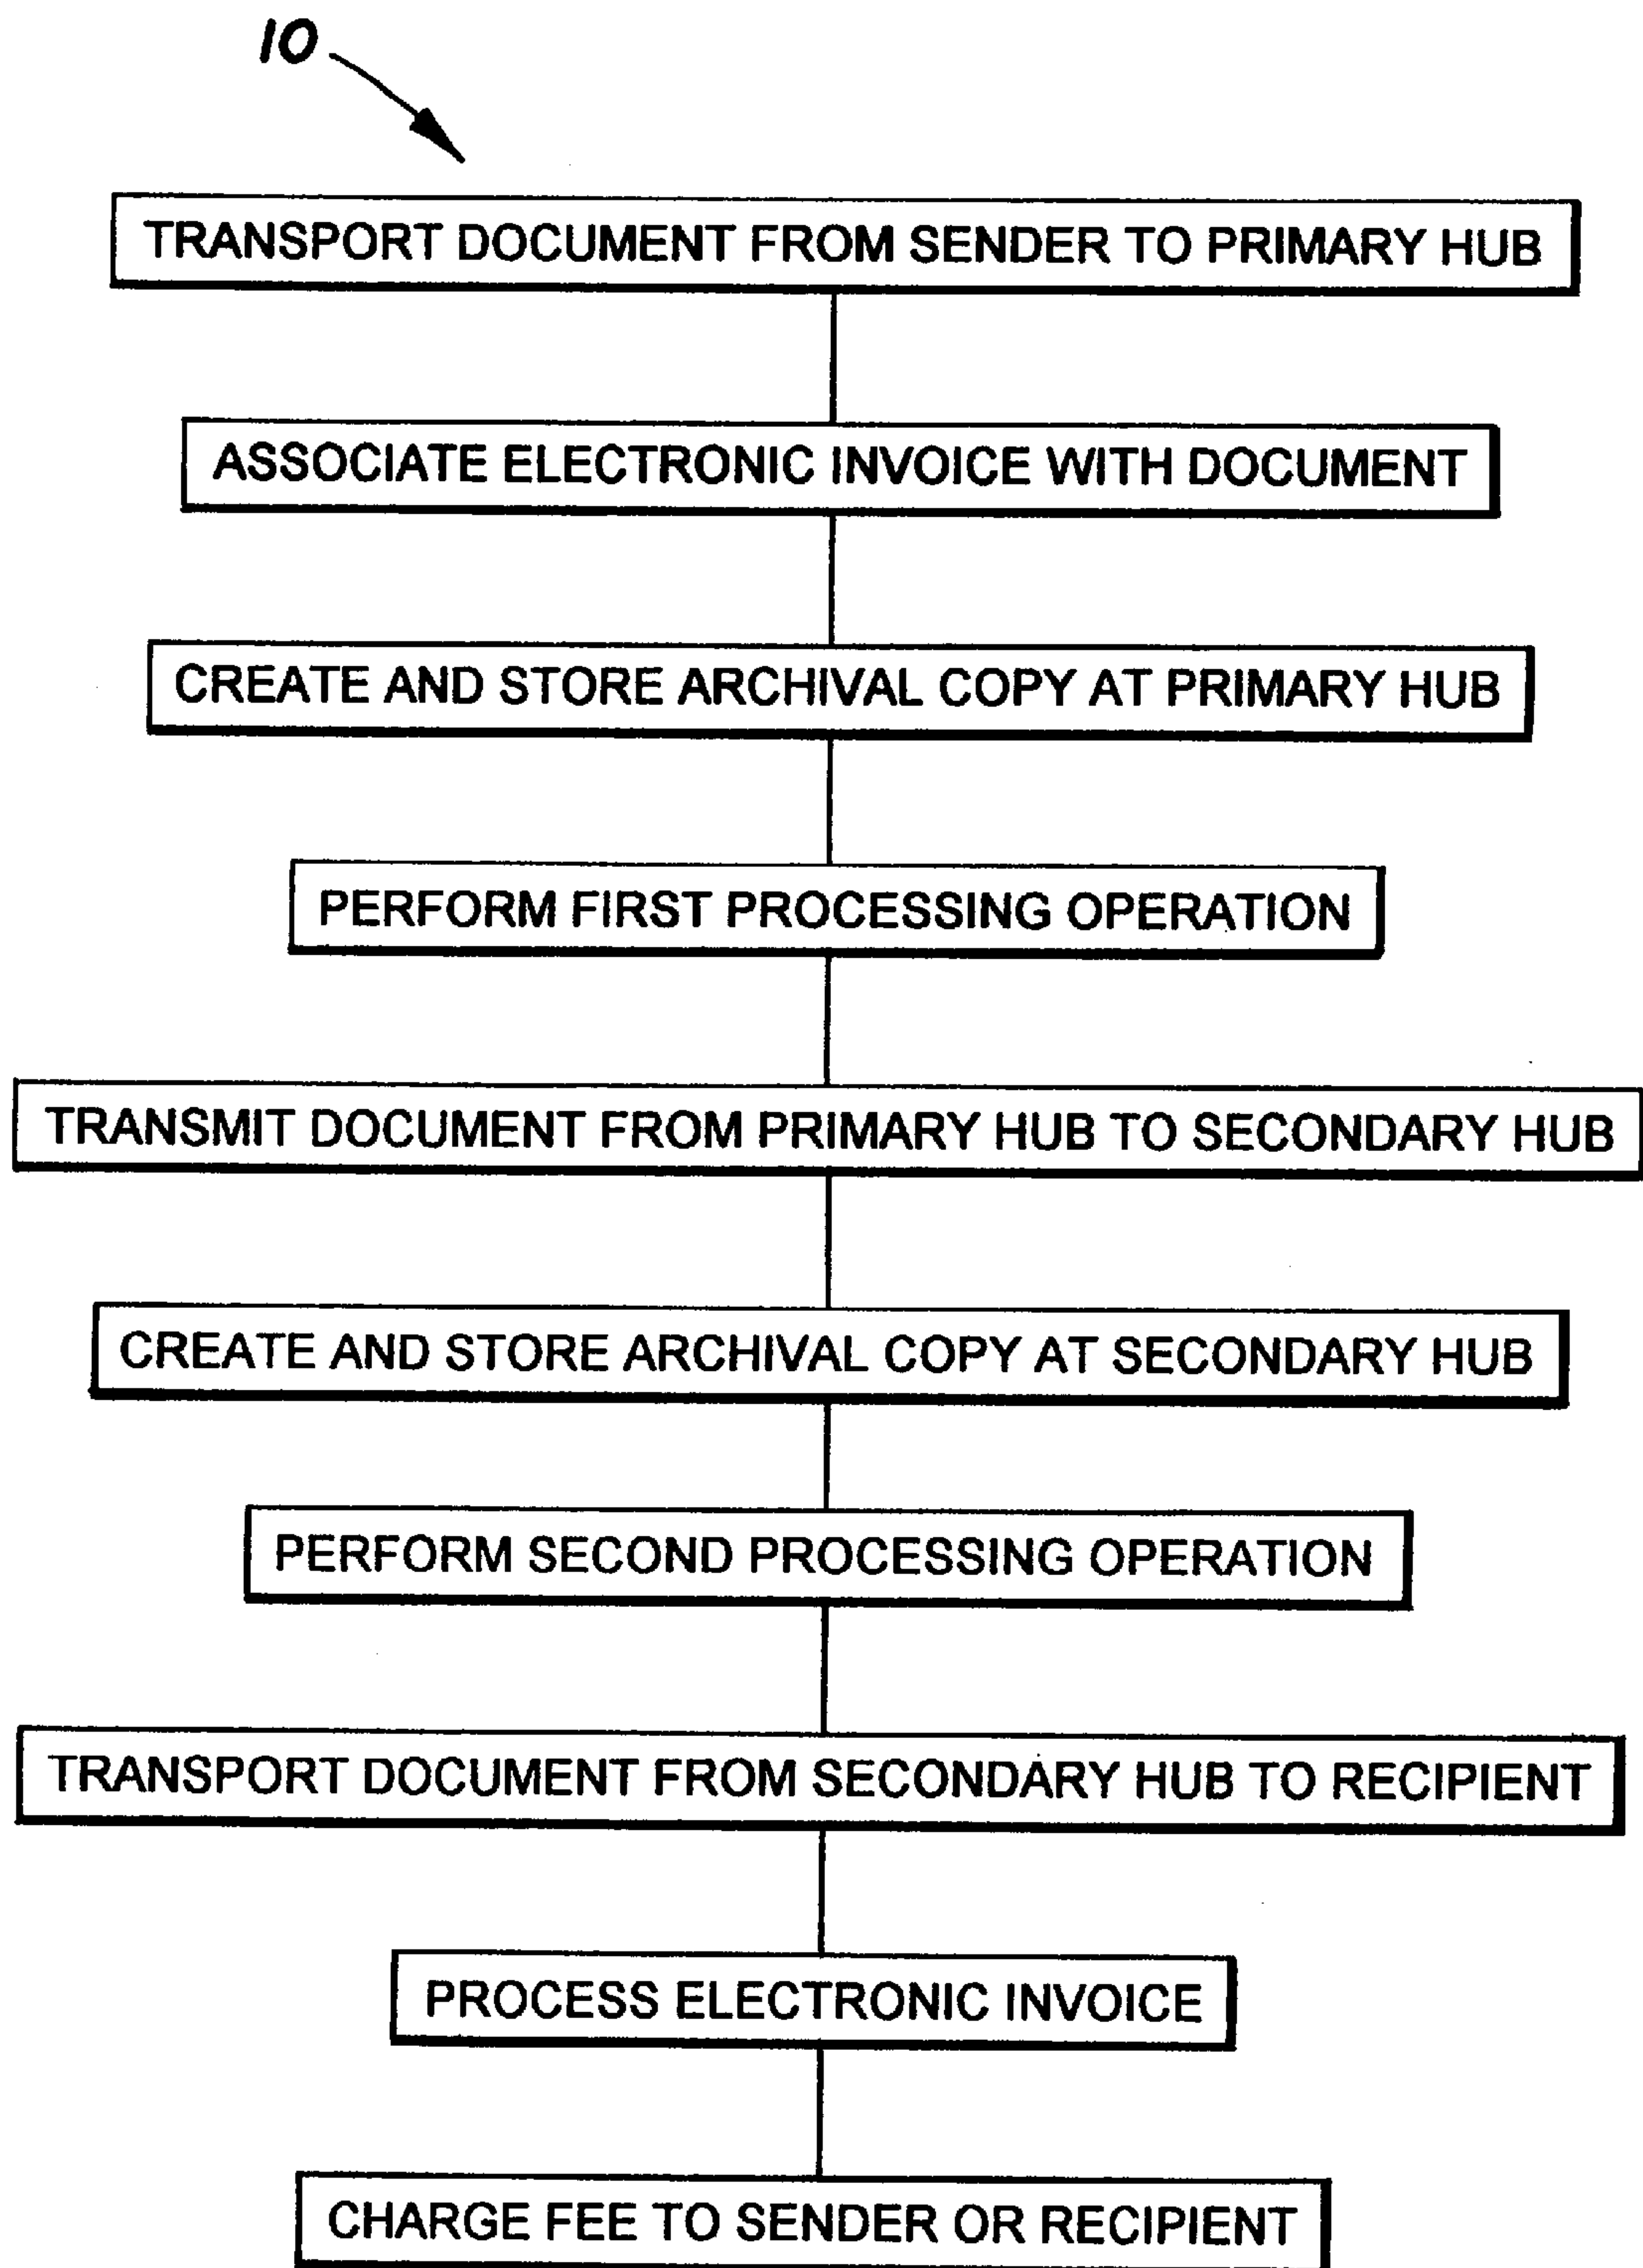 10
TRANSPORT DOCUMENT FROM SENDER TO PRIMARY HUB
ASSOCIATE ELECTRONIC INVOICE WITH DOCUMENT
CREATE AND STORE ARCHIVAL COPY AT PRIMARY HUB
PERFORM FIRST PROCESSING OPERATION
TRANSMIT DOCUMENT FROM PRIMARY HUB TO SECONDARY HUB
CREATE AND STORE ARCHIVAL COPY AT SECONDARY HUB
PERFORM SECOND PROCESSING OPERATION
TRANSPORT DOCUMENT FROM SECONDARY HUB TO RECIPIENT
PROCESS ELECTRONIC INVOICE
CHARGE FEE TO SENDER OR RECIPIENT